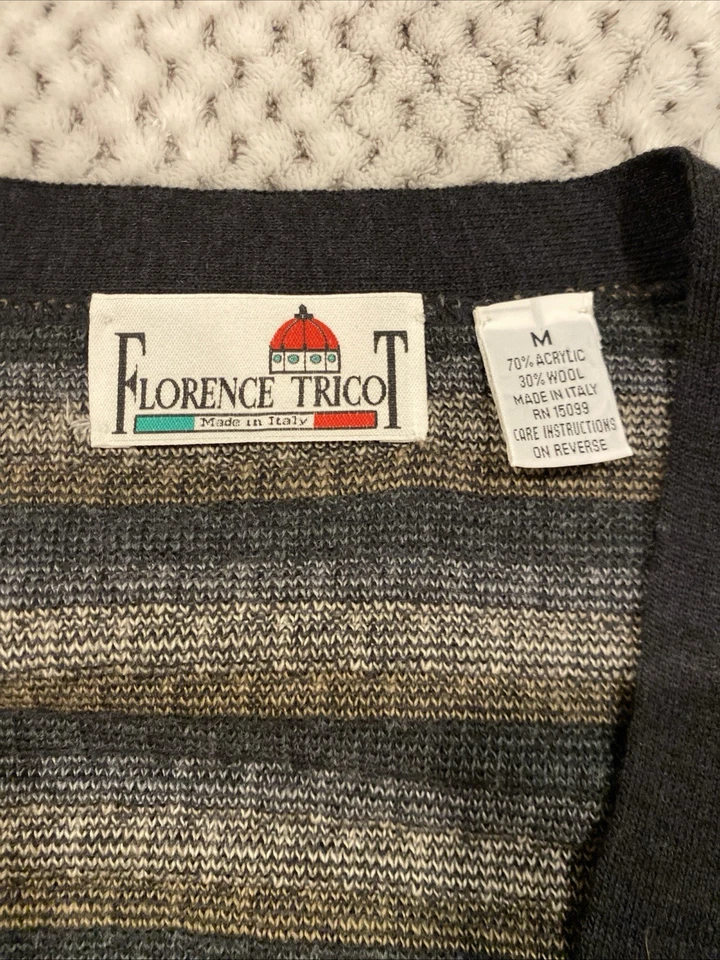 FLORENCE TRICOT
Made in Italy
M
70% ACRYLIC
30% WOOL
MADE IN ITALY
RN 15099
CARE INSTRUCTIONS
ON REVERSE